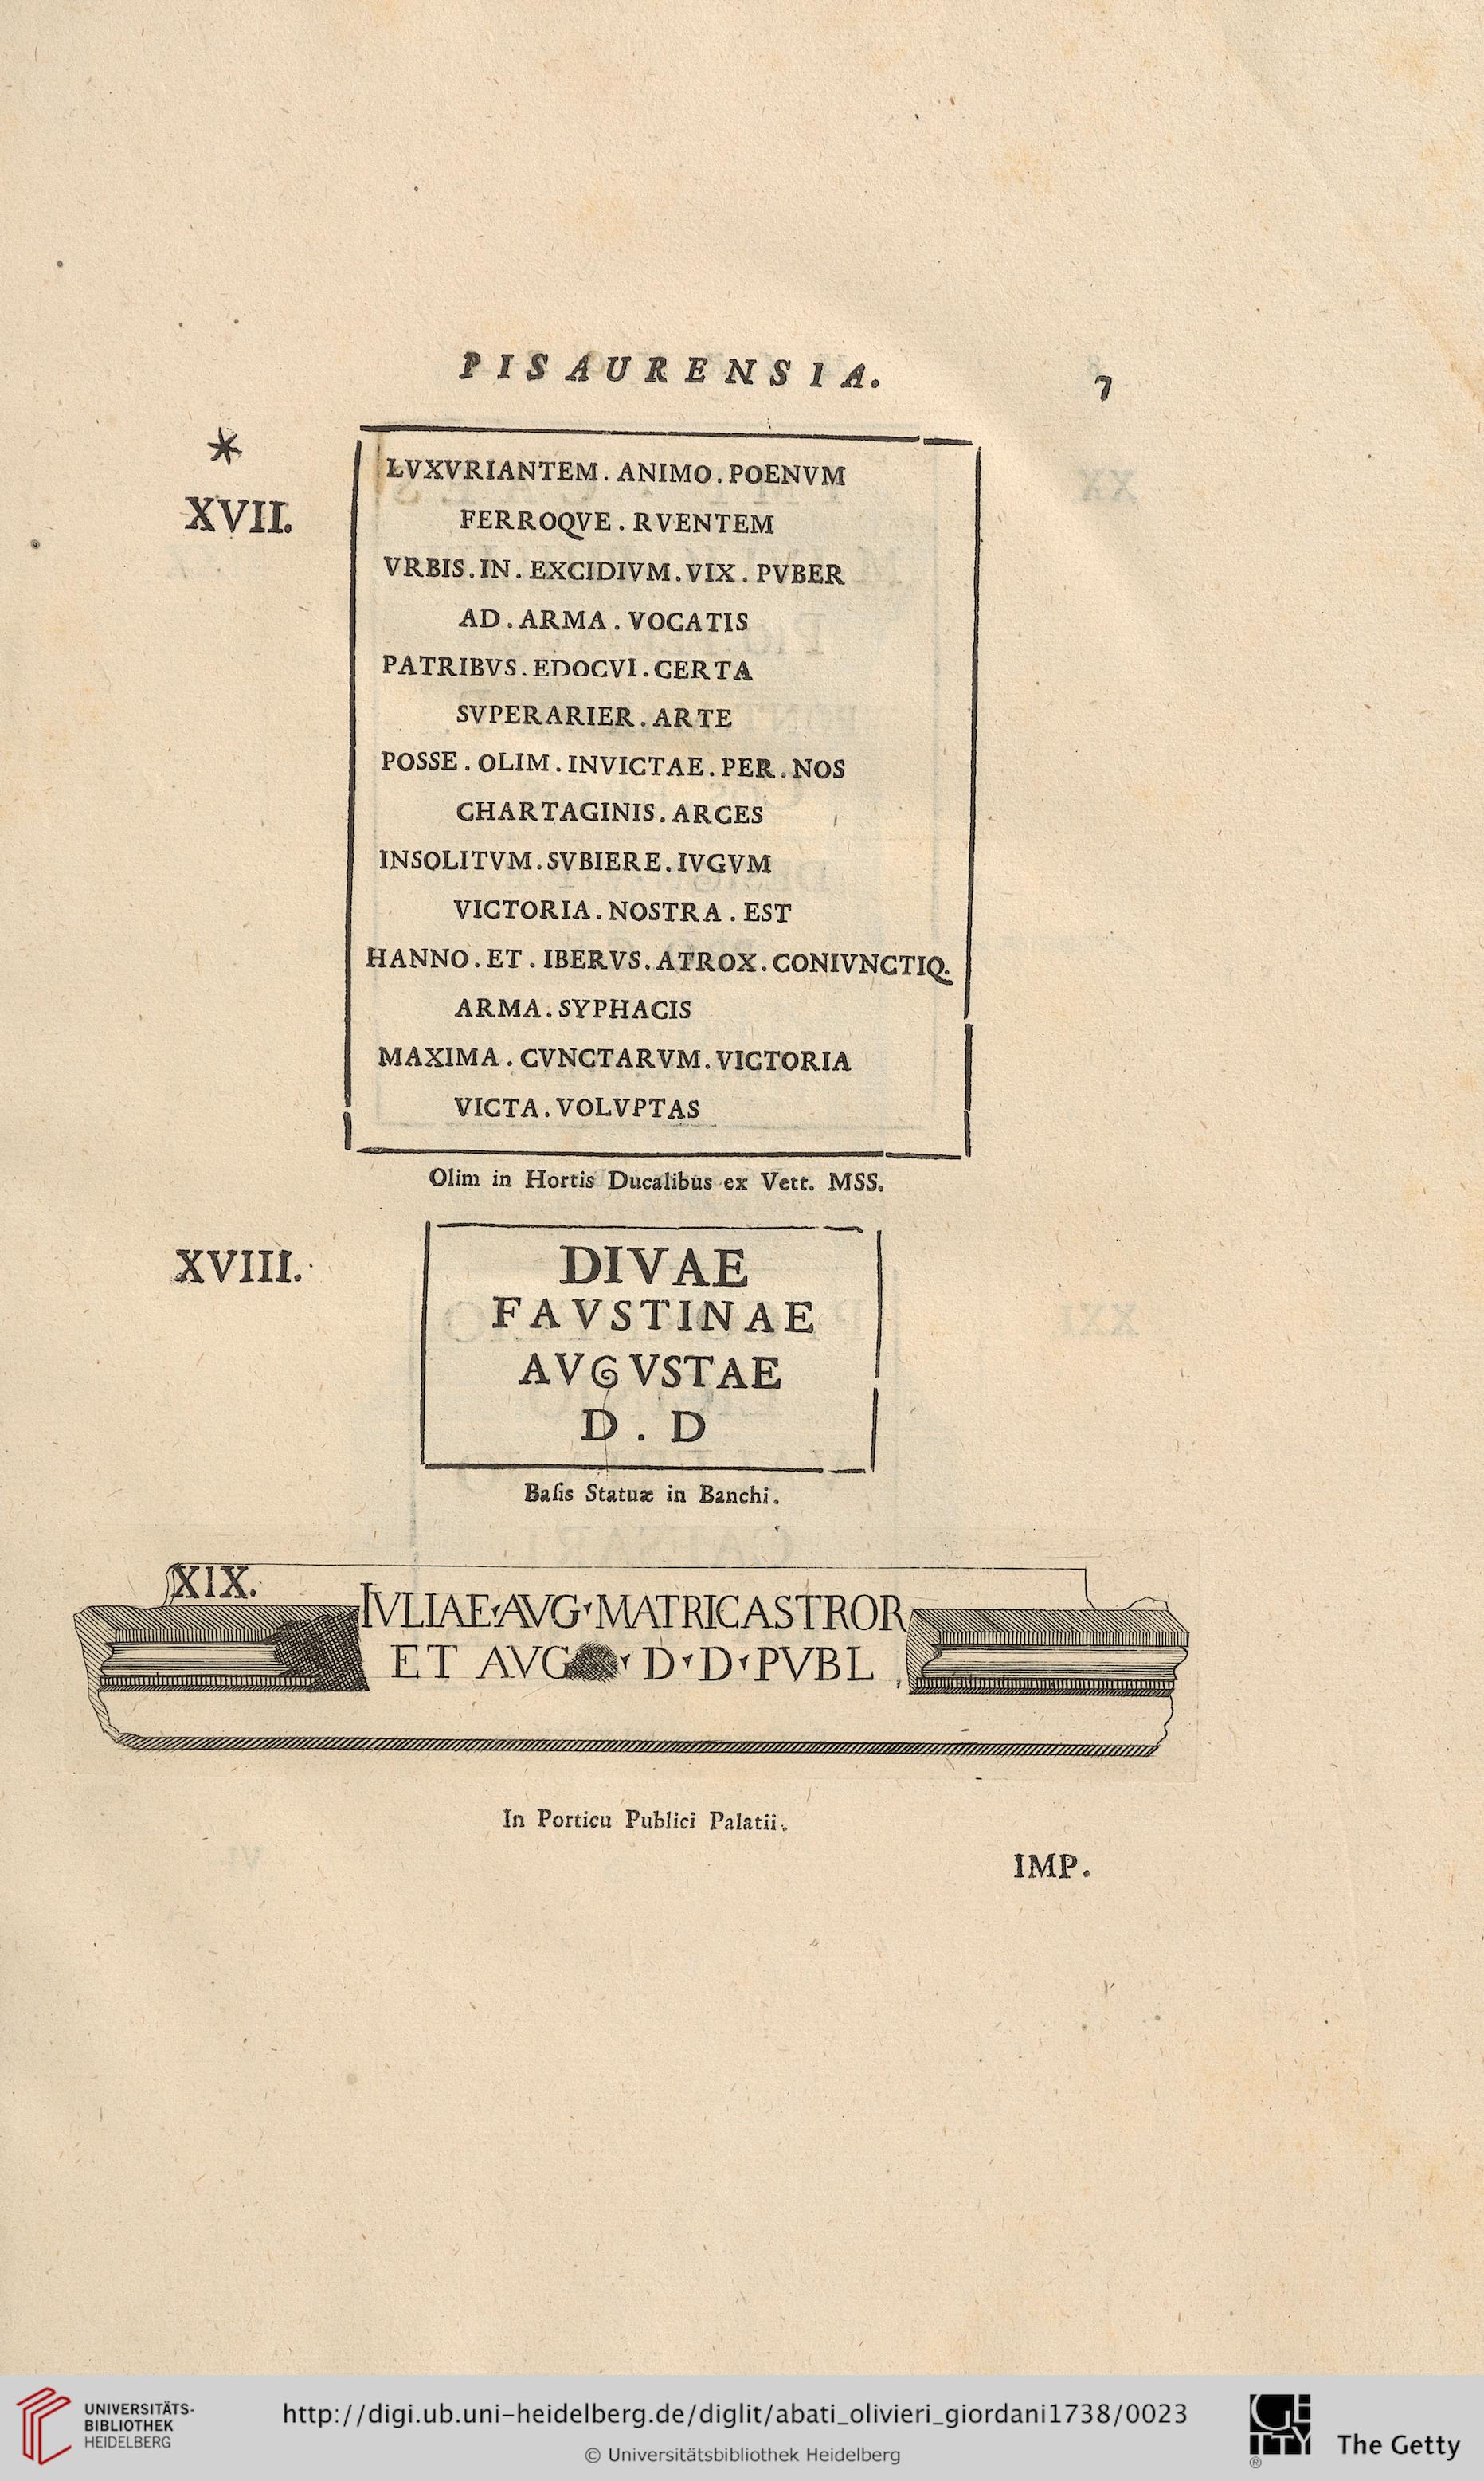 PISAURENSIA.
7
*
XVII.
LVXVRIANTEM. ANIMO. POENVM
FERROQVE. RVENTEM
VRBIS. IN. EXCIDIVM. VIX. PVBER
AD. ARMA. VOCATIS
PATRIBVS. EDOCVI. CERTA
SVPERARIER. ARTE
POSSE. OLIM. INVICTAE. PER. NOS
CHARTAGINIS. ARCES
INSOLITVM. SVBIERE. IVGVM
VICTORIA. NOSTRA. EST
HANNO. ET. IBERVS. ATROX. CONIVNCTIQ.
ARMA. SYPHACIS
MAXIMA. CVNCTARVM. VICTORIA
VICTA. VOLVPTAS
Olim in Hortis Ducalibus ex Vett. MSS.
XVIII.
DIVAE
FAVSTINAE
AVGVSTAE
D. D
Basis Statuæ in Banchi.
XIX.
IVLIAE·AVG·MATRICASTROR
ET AVG · D·D·PVBL
In Porticu Publici Palatii.
IMP.
UNIVERSITÄTS-
BIBLIOTHEK
HEIDELBERG
http://digi.ub.uni-heidelberg.de/diglit/abati_olivieri_giordani1738/0023
© Universitätsbibliothek Heidelberg
GETTY
®
The Getty